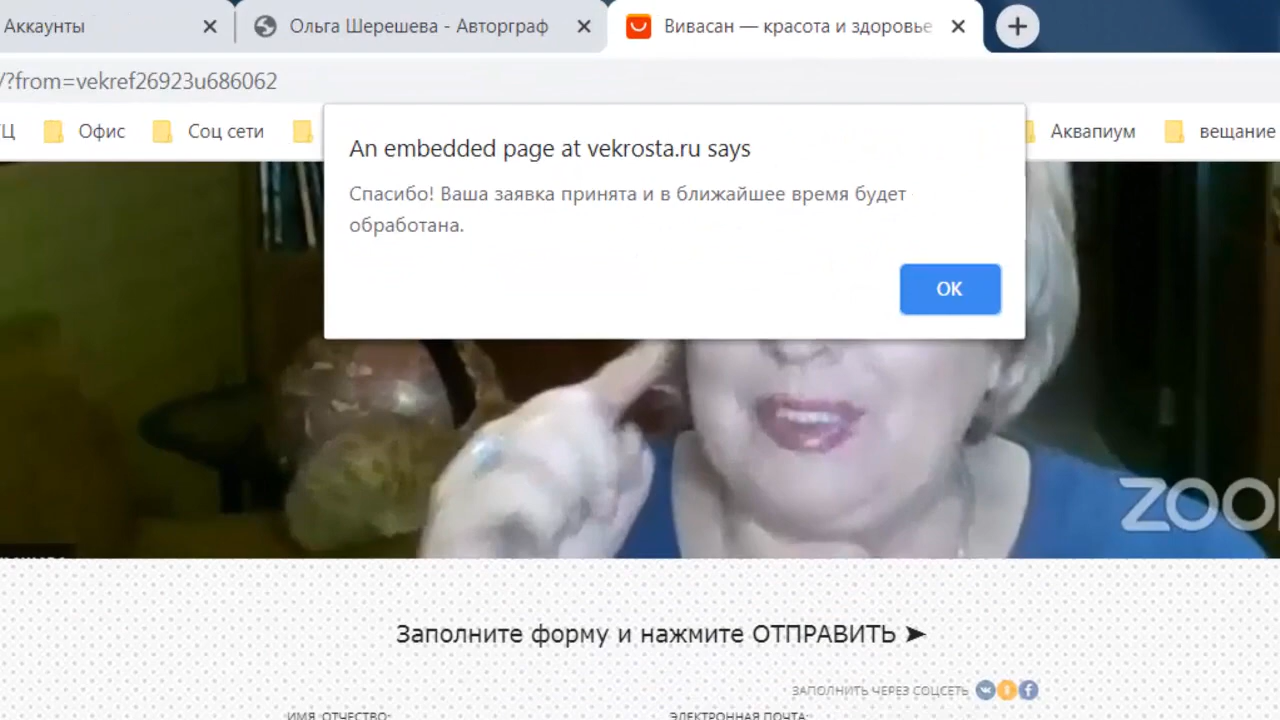 Аккаунты
Ольга Шерешева - Авторграф
Вивасан — красота и здоровье
/?from=vekref26923u686062
Офис
Соц сети
Аквапиум
вещание
An embedded page at vekrosta.ru says
Спасибо! Ваша заявка принята и в ближайшее время будет
обработана.
OK
ZOO
Заполните форму и нажмите ОТПРАВИТЬ ➤
ЗАПОЛНИТЬ ЧЕРЕЗ СОЦСЕТЬ
ИМЯ, ОТЧЕСТВО:
ЭЛЕКТРОННАЯ ПОЧТА: